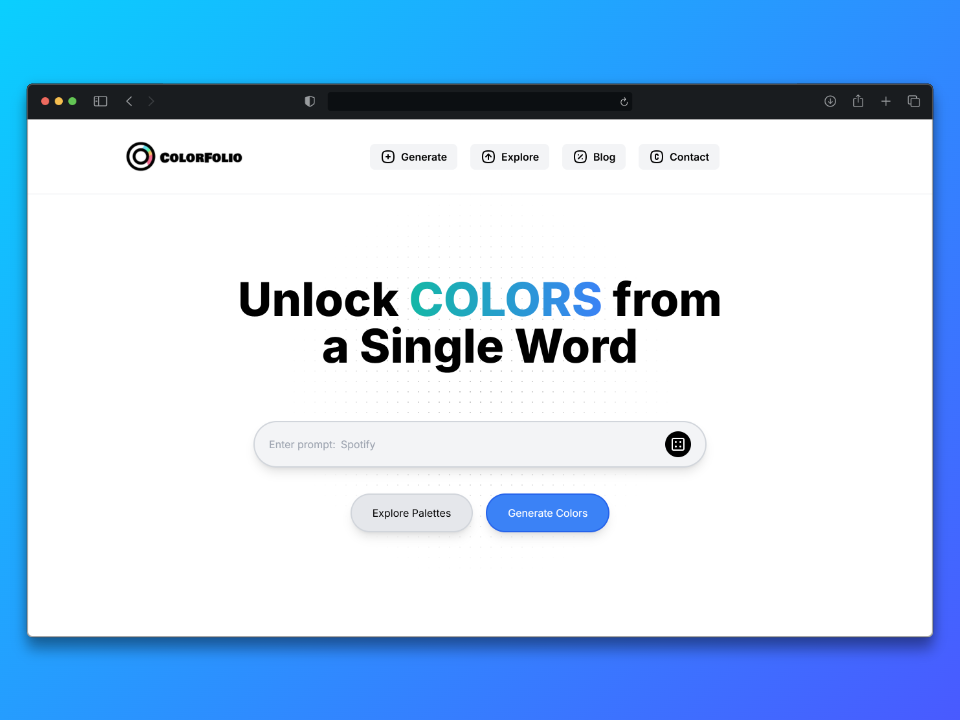 COLORFOLIO
Generate
Explore
Blog
Contact
Unlock COLORS from
a Single Word
Enter prompt: Spotify
Explore Palettes
Generate Colors